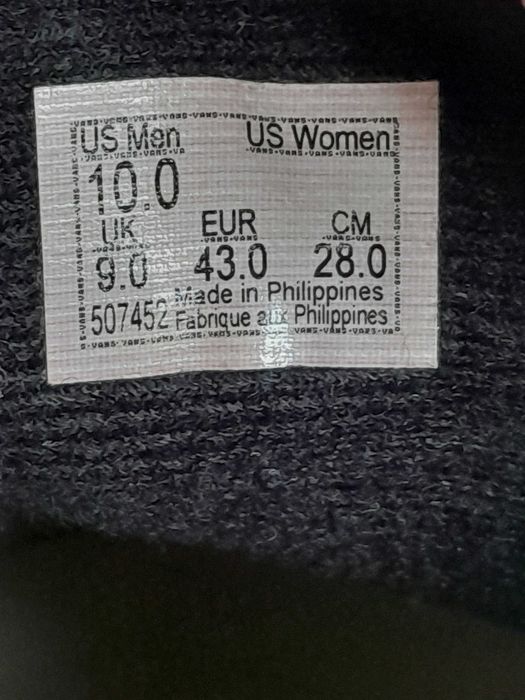 US Men US Women
10.0
UK EUR CM
9.0 43.0 28.0
Made in Philippines
507452 Fabrique aux Philippines